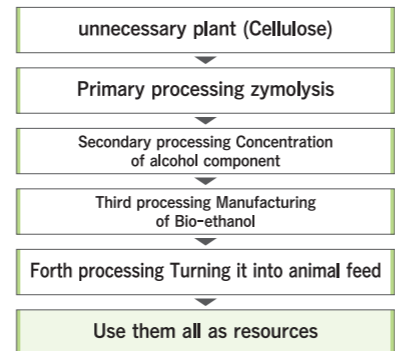 unnecessary plant (Cellulose)
Primary processing zymolysis
Secondary processing Concentration
of alcohol component
Third processing Manufacturing
of Bio-ethanol
Forth processing Turning it into animal feed
Use them all as resources